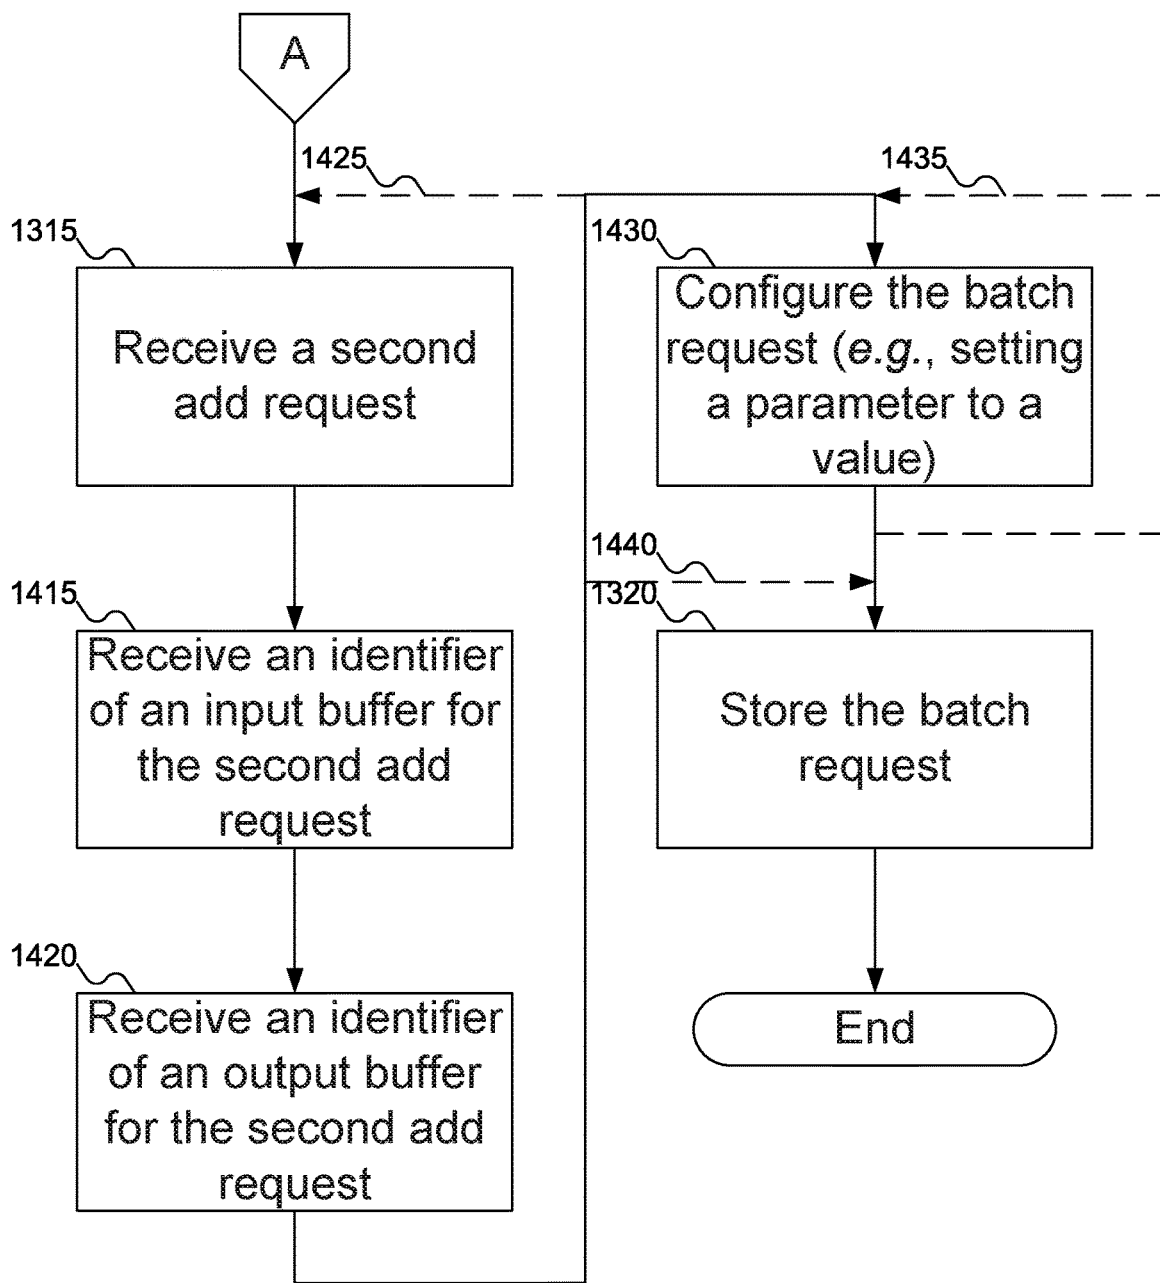 A
1425
1435
1315
Receive a second
add request
1415
Receive an identifier
of an input buffer for
the second add
request
1420
Receive an identifier
of an output buffer
for the second add
request
1430
Configure the batch
request (e.g., setting
a parameter to a
value)
1440
1320
Store the batch
request
End